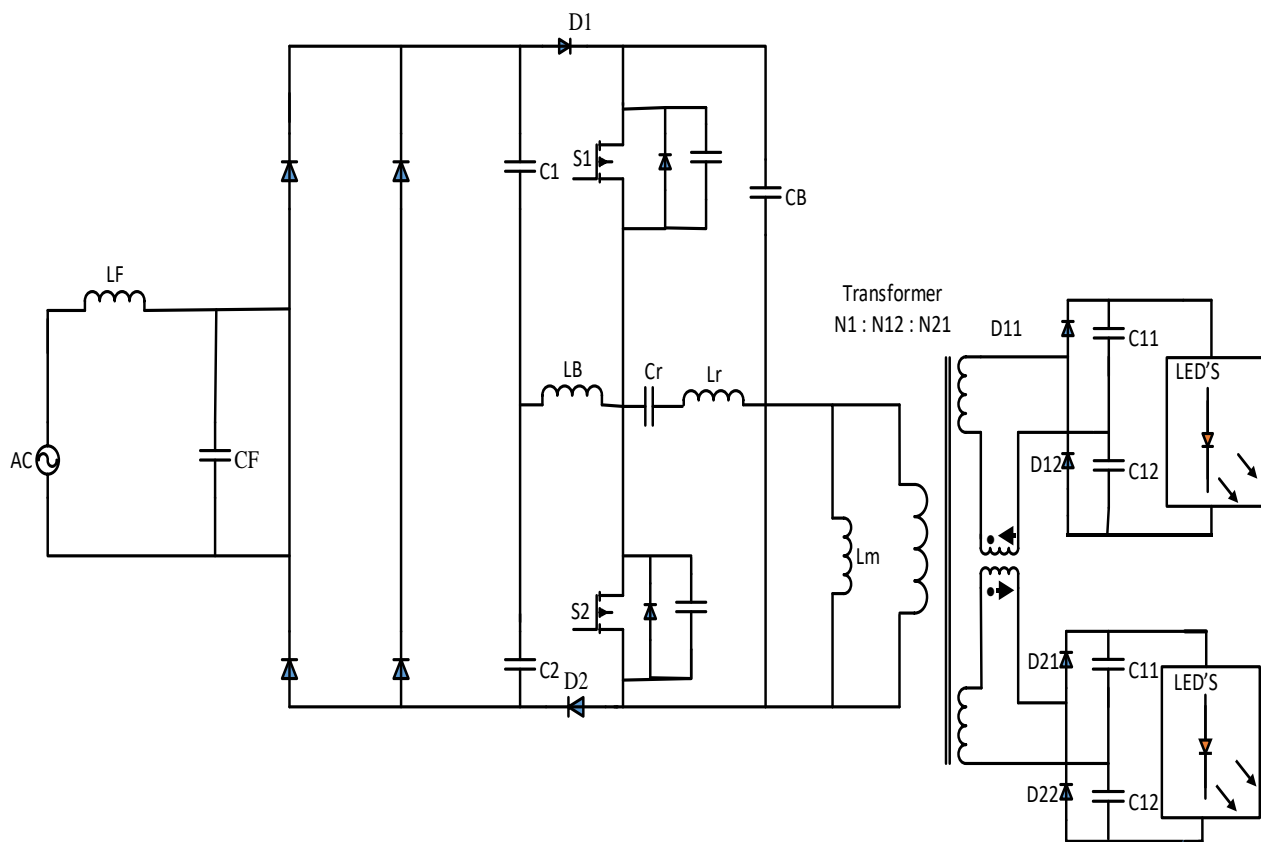 D1
S1
C1
CB
LF
Transformer
N1 : N12 : N21
D11
C11
LED'S
LB
Cr
Lr
AC
CF
D12
C12
Lm
S2
C2
D2
D21
C11
LED'S
D22
C12